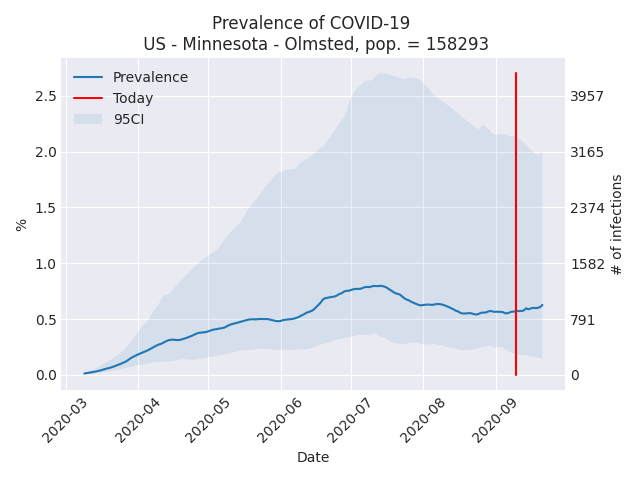 Prevalence of COVID-19
US - Minnesota - Olmsted, pop. = 158293
Prevalence
Today
95CI
2.5
2.0
1.5
1.0
0.5
0.0
%
3957
3165
2374
1582
791
0
# of infections
2020-03
2020-04
2020-05
2020-06
2020-07
2020-08
2020-09
Date